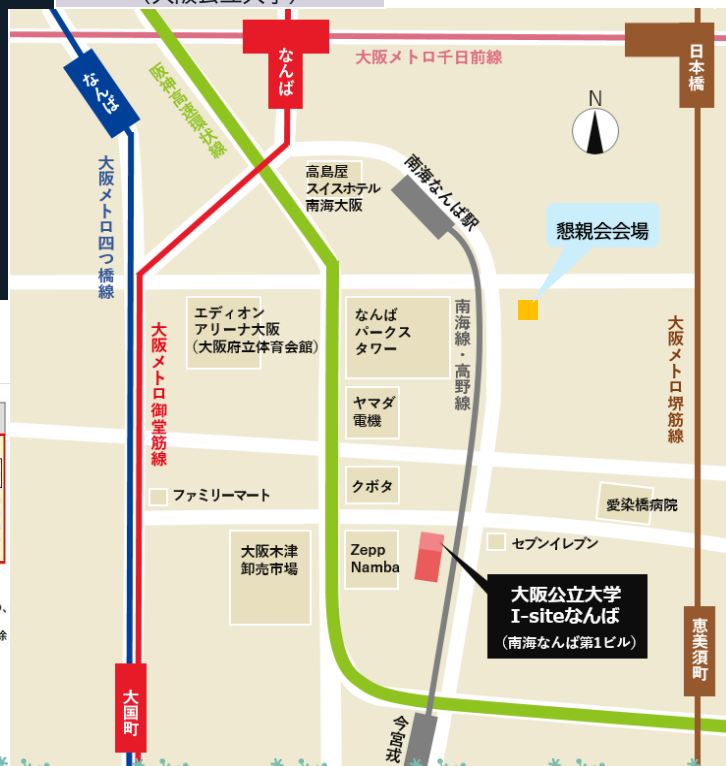 (大阪公立大学)
なんば
なんば
大阪メトロ千日前線
日本橋
阪神高速環状線
N
大阪メトロ四つ橋線
高島屋
スイスホテル
南海大阪
南海なんば駅
懇親会会場
エディオン
アリーナ大阪
(大阪府立体育会館)
なんば
パークス
タワー
南海線・高野線
大阪メトロ御堂筋線
大阪メトロ堺筋線
ヤマダ
電機
ファミリーマート
クボタ
愛染橋病院
大阪木津
卸売市場
Zepp
Namba
セブンイレブン
大阪公立大学
I-siteなんば
(南海なんば第1ビル)
恵美須町
大国町
今宮戎